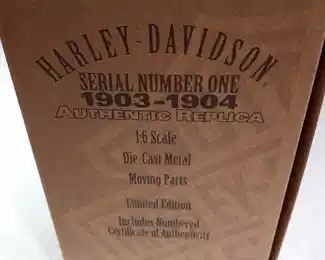 HARLEY-DAVIDSON
SERIAL NUMBER ONE
1903-1904
AUTHENTIC REPLICA
1:6 Scale
Die-Cast Metal
Moving Parts
Limited Edition
Includes Numbered
Certificate of Authenticity